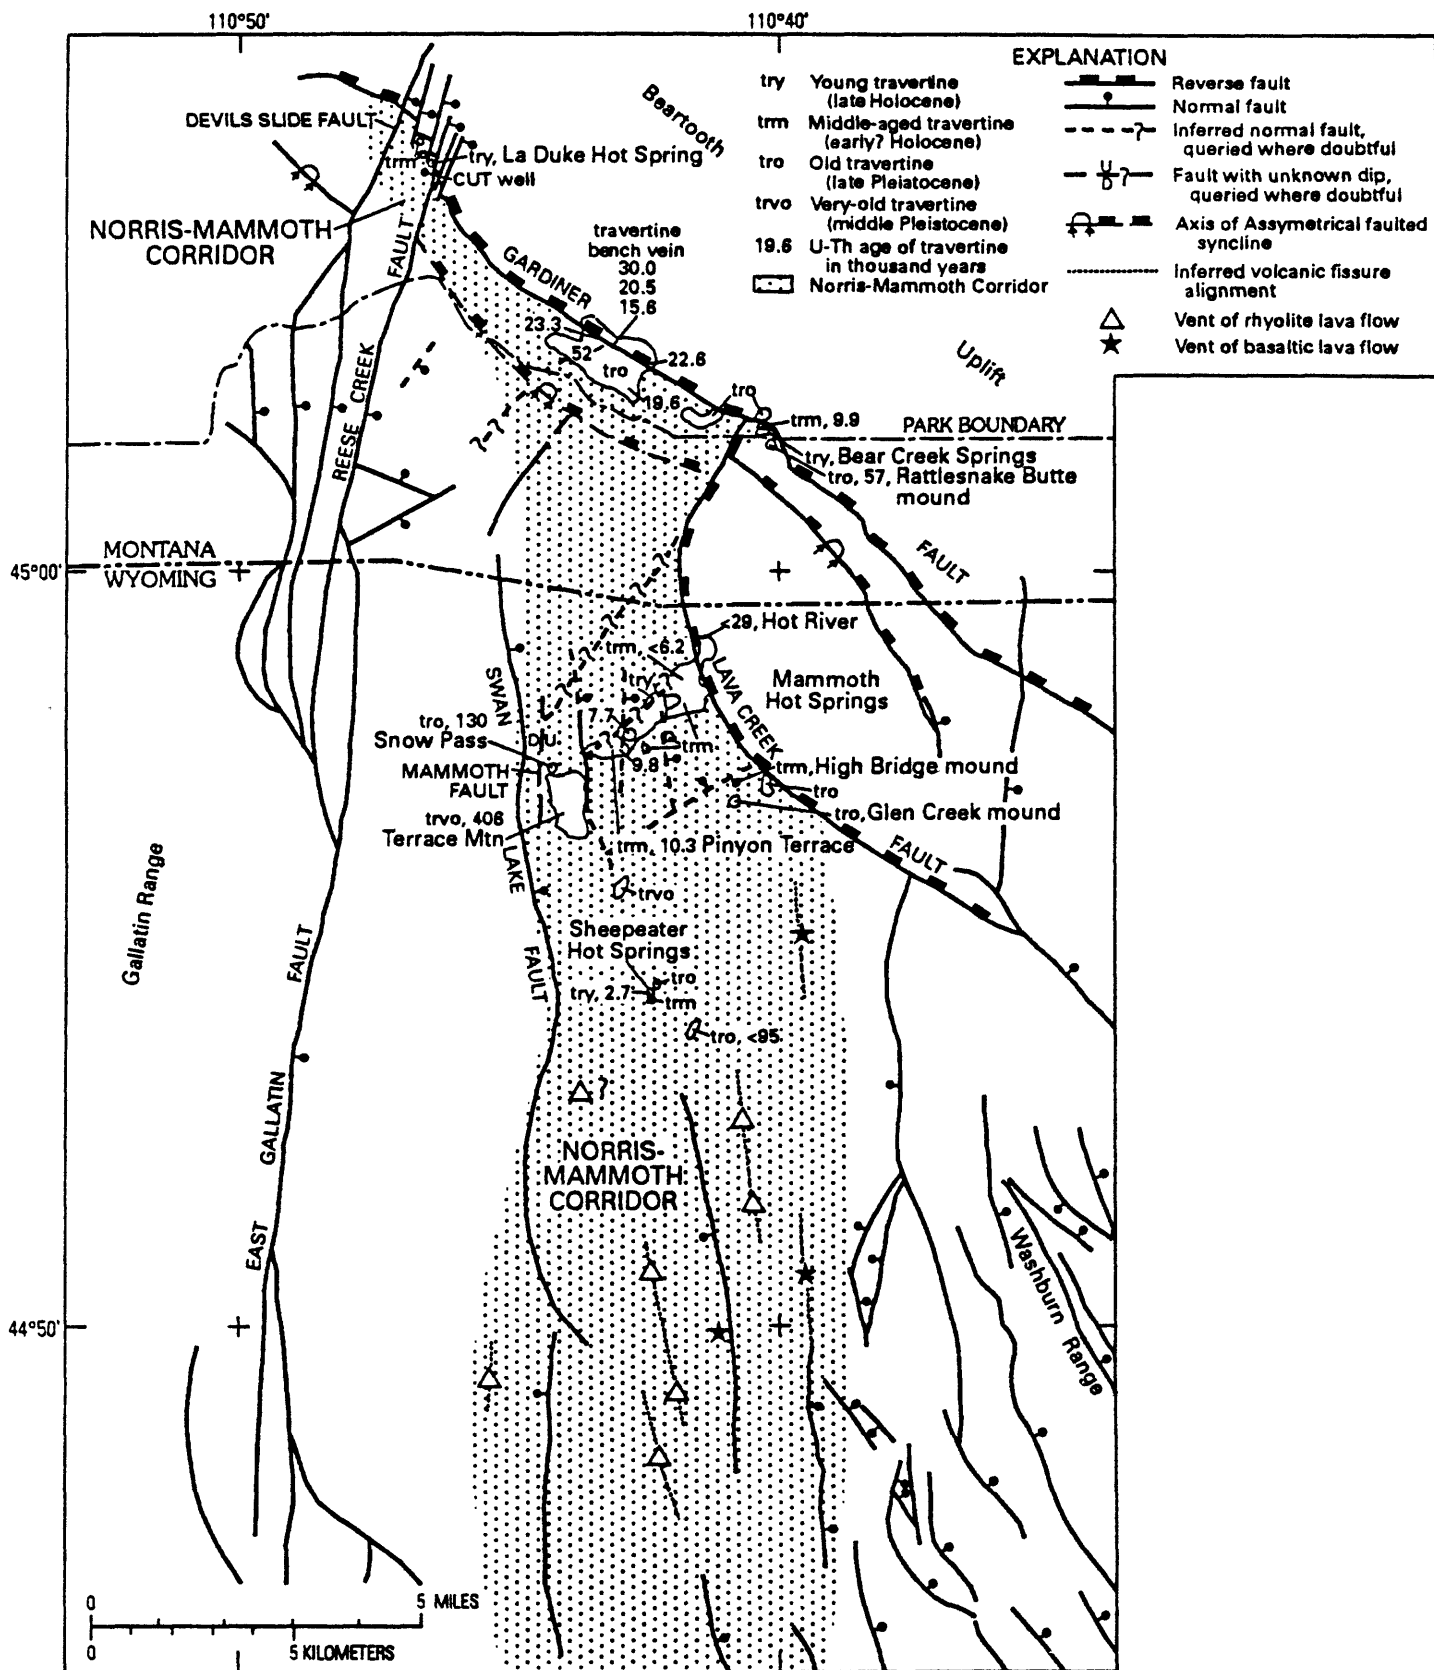 110°50'
110°40'
EXPLANATION
try Young travertine
(late Holocene)
trm Middle-aged travertine
(early? Holocene)
tro Old travertine
(late Pleiatocene)
trvo Very-old travertine
(middle Pleistocene)
19.6 U-Th age of travertine
in thousand years
Norris-Mammoth Corridor
Reverse fault
Normal fault
Inferred normal fault,
queried where doubtful
U
D
?
Fault with unknown dip,
queried where doubtful
Axis of Assymetrical faulted
syncline
Inferred volcanic fissure
alignment
Vent of rhyolite lava flow
Vent of basaltic lava flow
Beartooth
Uplift
DEVILS SLIDE FAULT
trm
try, La Duke Hot Spring
CUT well
NORRIS-MAMMOTH
CORRIDOR
REESE CREEK FAULT
GARDINER
travertine
bench vein
30.0
20.5
15.6
23.3
52
tro
22.6
19.6
tro
trm, 9.9
PARK BOUNDARY
try, Bear Creek Springs
tro, 57, Rattlesnake Butte
mound
FAULT
?-?
MONTANA
WYOMING
45°00'
<29, Hot River
trm, <6.2
try
LAVA CREEK
Mammoth
Hot Springs
7.7
trm
9.8
SWAN
tro, 130
Snow Pass
D U
MAMMOTH
FAULT
trvo, 406
Terrace Mtn
trm, High Bridge mound
tro
tro, Glen Creek mound
trm, 10.3 Pinyon Terrace
FAULT
LAKE
trvo
Sheepeater
Hot Springs
tro
try, 2.7
trm
FAULT
tro, <95
?
Gallatin Range
EAST GALLATIN FAULT
NORRIS-
MAMMOTH
CORRIDOR
Washburn Range
44°50'
0 5 MILES
0 5 KILOMETERS